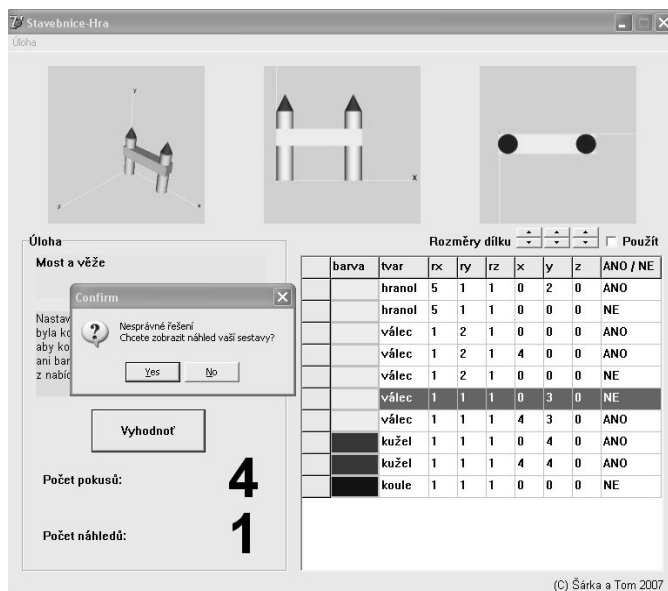 Stavebnice-Hra
Úloha
y
z
x
x
Úloha
Most a věže
Nastav
byla ko
aby ko
ani bar
z nabíd
Confirm
Nesprávné řešení
Chcete zobrazit náhled vaší sestavy?
Yes
No
Vyhodnoť
Počet pokusů:
4
Počet náhledů:
1
Rozměry dílku
Použít
barva tvar rx ry rz x y z ANO / NE
hranol 5 1 1 0 2 0 ANO
hranol 5 1 1 0 0 0 NE
válec 1 2 1 0 0 0 ANO
válec 1 2 1 4 0 0 ANO
válec 1 2 1 0 0 0 NE
válec 1 1 1 0 3 0 NE
válec 1 1 1 4 3 0 ANO
kužel 1 1 1 0 4 0 ANO
kužel 1 1 1 4 4 0 ANO
koule 1 1 1 0 0 0 NE
(C) Šárka a Tom 2007